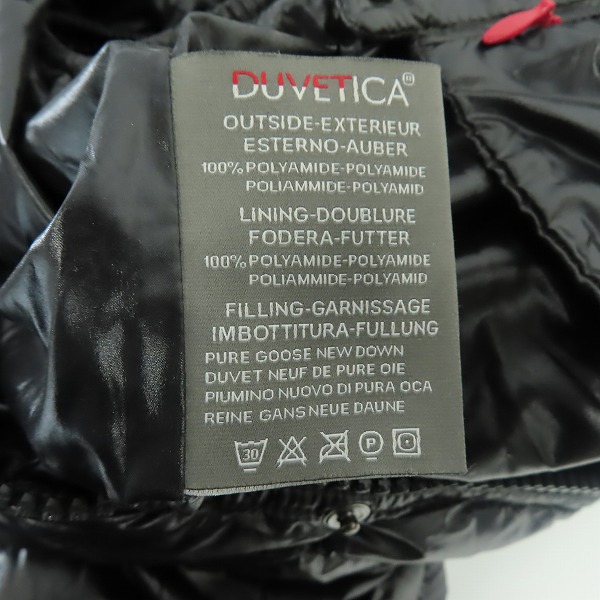 DUVETICA
OUTSIDE-EXTERIEUR
ESTERNO-AUBER
100% POLYAMIDE-POLYAMIDE
POLIAMMIDE-POLYAMID
LINING-DOUBLURE
FODERA-FUTTER
100% POLYAMIDE-POLYAMIDE
POLIAMMIDE-POLYAMID
FILLING-GARNISSAGE
IMBOTTITURA-FULLUNG
PURE GOOSE NEW DOWN
DUVET NEUF DE PURE OIE
PIUMINO NUOVO DI PURA OCA
REINE GANS NEUE DAUNE
30 P